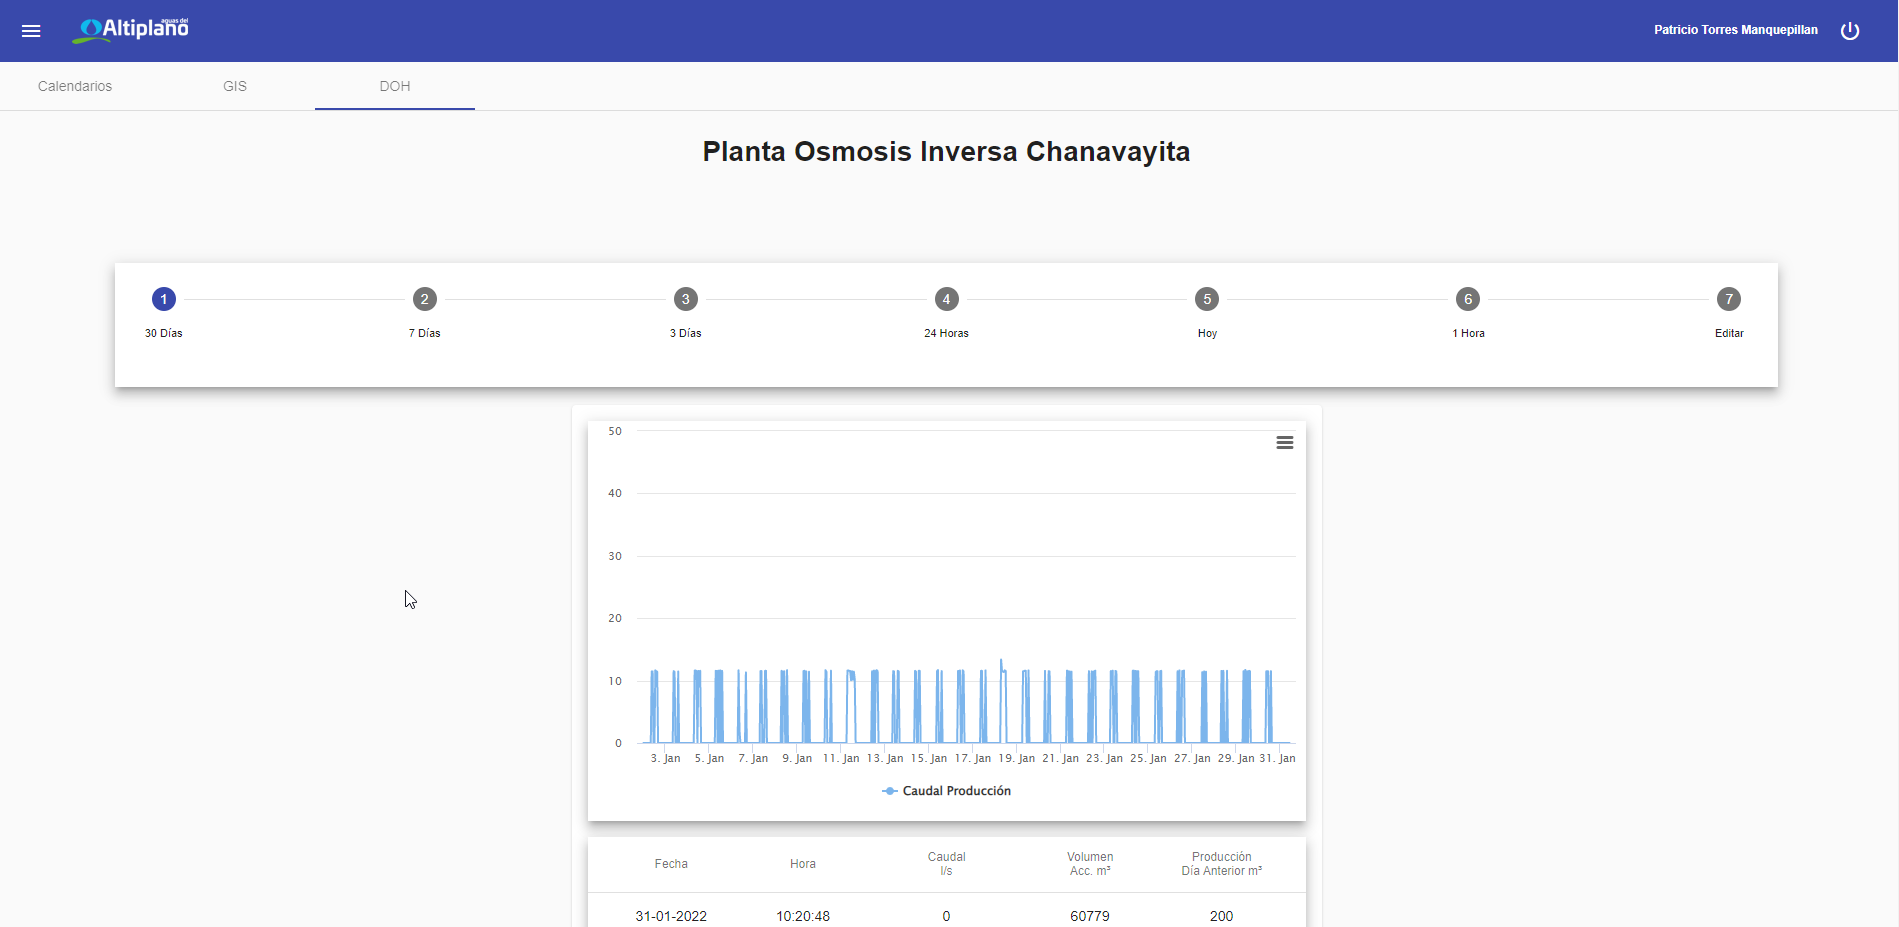 aguas del
Altiplano
Patricio Torres Manquepillan
Calendarios GIS DOH
Planta Osmosis Inversa Chanavayita
1 2 3 4 5 6 7
30 Días 7 Días 3 Días 24 Horas Hoy 1 Hora Editar
50
40
30
20
10
0
3. Jan 5. Jan 7. Jan 9. Jan 11. Jan 13. Jan 15. Jan 17. Jan 19. Jan 21. Jan 23. Jan 25. Jan 27. Jan 29. Jan 31. Jan
Caudal Producción
Fecha Hora Caudal l/s Volumen Acc. m³ Producción Día Anterior m³
31-01-2022 10:20:48 0 60779 200